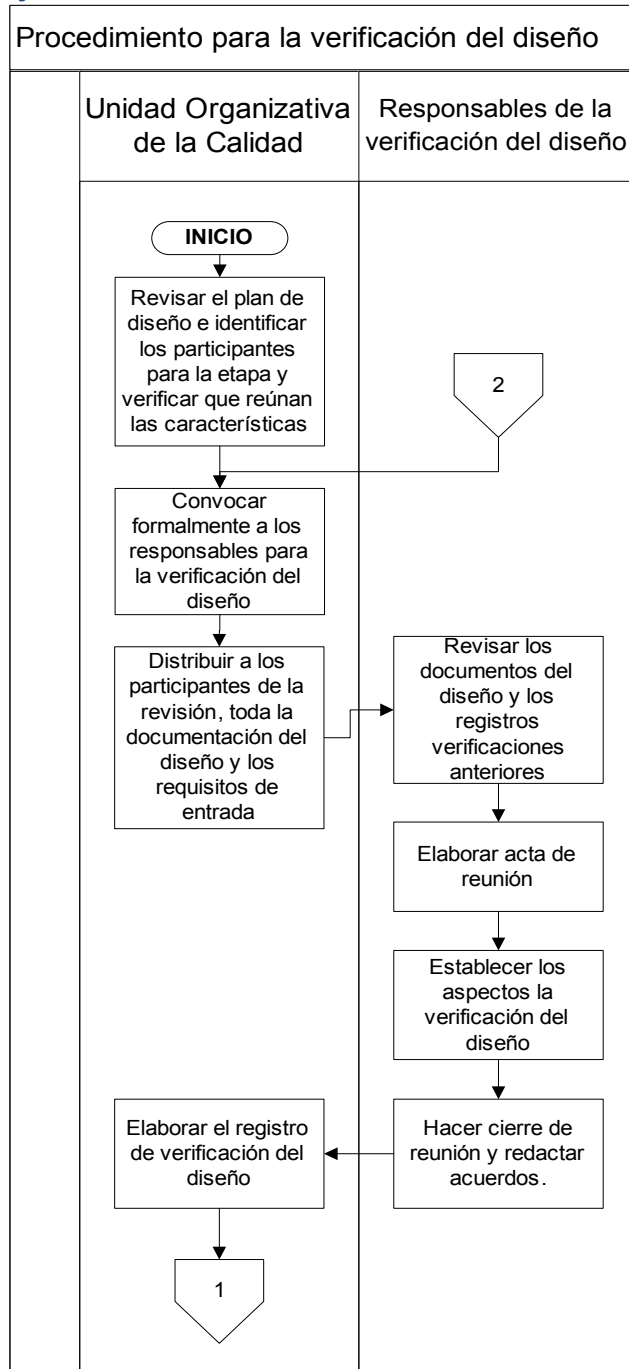 Procedimiento para la verificación del diseño
Unidad Organizativa
de la Calidad
Responsables de la
verificación del diseño
INICIO
Revisar el plan de
diseño e identificar
los participantes
para la etapa y
verificar que reúnan
las características
2
Convocar
formalmente a los
responsables para
la verificación del
diseño
Distribuir a los
participantes de la
revisión, toda la
documentación del
diseño y los
requisitos de
entrada
Revisar los
documentos del
diseño y los
registros
verificaciones
anteriores
Elaborar acta de
reunión
Establecer los
aspectos la
verificación del
diseño
Hacer cierre de
reunión y redactar
acuerdos.
Elaborar el registro
de verificación del
diseño
1